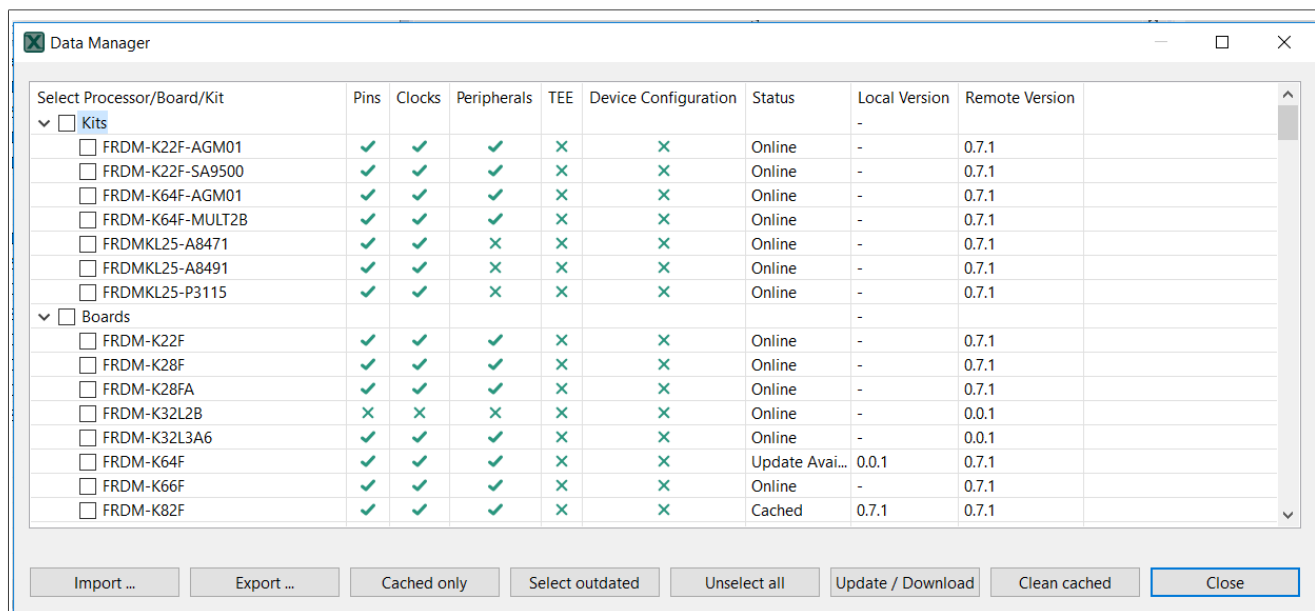 Data Manager
Select Processor/Board/Kit Pins Clocks Peripherals TEE Device Configuration Status Local Version Remote Version
Kits -
FRDM-K22F-AGM01 ✓ ✓ ✓ ✕ ✕ Online - 0.7.1
FRDM-K22F-SA9500 ✓ ✓ ✓ ✕ ✕ Online - 0.7.1
FRDM-K64F-AGM01 ✓ ✓ ✓ ✕ ✕ Online - 0.7.1
FRDM-K64F-MULT2B ✓ ✓ ✓ ✕ ✕ Online - 0.7.1
FRDMKL25-A8471 ✓ ✓ ✕ ✕ ✕ Online - 0.7.1
FRDMKL25-A8491 ✓ ✓ ✕ ✕ ✕ Online - 0.7.1
FRDMKL25-P3115 ✓ ✓ ✕ ✕ ✕ Online - 0.7.1
Boards -
FRDM-K22F ✓ ✓ ✓ ✕ ✕ Online - 0.7.1
FRDM-K28F ✓ ✓ ✓ ✕ ✕ Online - 0.7.1
FRDM-K28FA ✓ ✓ ✓ ✕ ✕ Online - 0.7.1
FRDM-K32L2B ✕ ✕ ✕ ✕ ✕ Online - 0.0.1
FRDM-K32L3A6 ✓ ✓ ✓ ✕ ✕ Online - 0.0.1
FRDM-K64F ✓ ✓ ✓ ✕ ✕ Update Avai... 0.0.1 0.7.1
FRDM-K66F ✓ ✓ ✓ ✕ ✕ Online - 0.7.1
FRDM-K82F ✓ ✓ ✓ ✕ ✕ Cached 0.7.1 0.7.1
Import ... Export ... Cached only Select outdated Unselect all Update / Download Clean cached Close